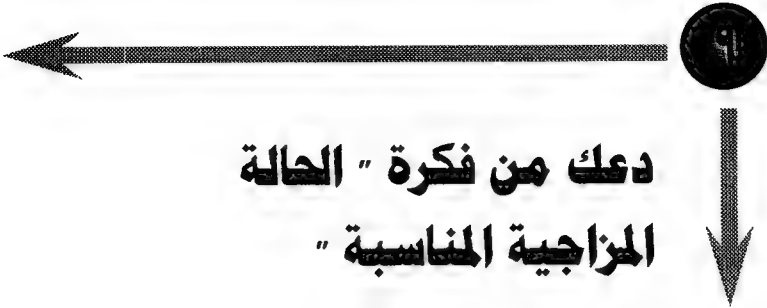 دعك من فكرة " الحالة
المزاجية المناسبة "